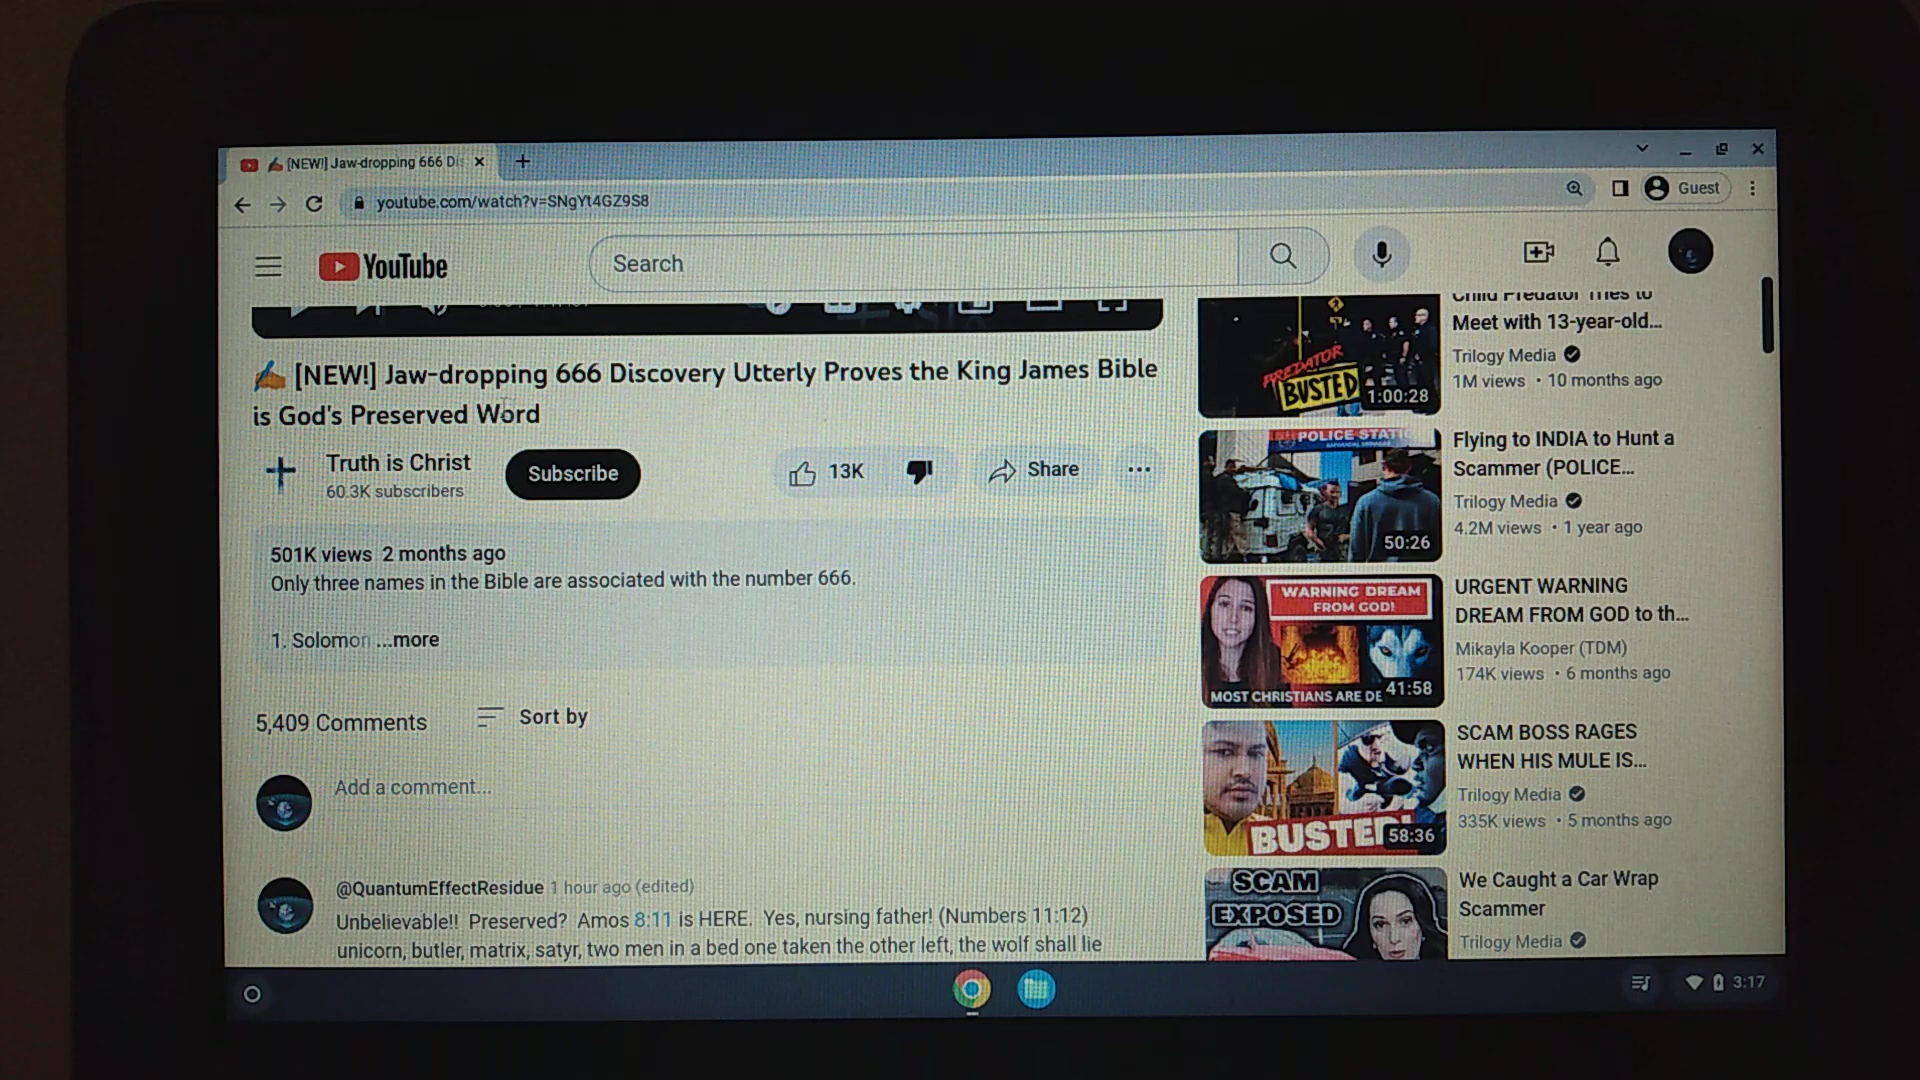 [NEW!] Jaw-dropping 666 Dis
youtube.com/watch?v=SNgYt4GZ9S8
Guest
YouTube
Search
[NEW!] Jaw-dropping 666 Discovery Utterly Proves the King James Bible
is God's Preserved Word
Truth is Christ
60.3K subscribers
Subscribe
13K
Share
501K views 2 months ago
Only three names in the Bible are associated with the number 666.
1. Solomon ...more
5,409 Comments
Sort by
Add a comment...
@QuantumEffectResidue 1 hour ago (edited)
Unbelievable!! Preserved? Amos 8:11 is HERE. Yes, nursing father! (Numbers 11:12)
unicorn, butler, matrix, satyr, two men in a bed one taken the other left, the wolf shall lie
PREDATOR
BUSTED
1:00:28
Child Predator Tries to
Meet with 13-year-old...
Trilogy Media
1M views • 10 months ago
POLICE STATI
50:26
Flying to INDIA to Hunt a
Scammer (POLICE...
Trilogy Media
4.2M views • 1 year ago
WARNING DREAM
FROM GOD!
MOST CHRISTIANS ARE DE
41:58
URGENT WARNING
DREAM FROM GOD to th...
Mikayla Kooper (TDM)
174K views • 6 months ago
BUSTED!
58:36
SCAM BOSS RAGES
WHEN HIS MULE IS...
Trilogy Media
335K views • 5 months ago
SCAM
EXPOSED
We Caught a Car Wrap
Scammer
Trilogy Media
3:17